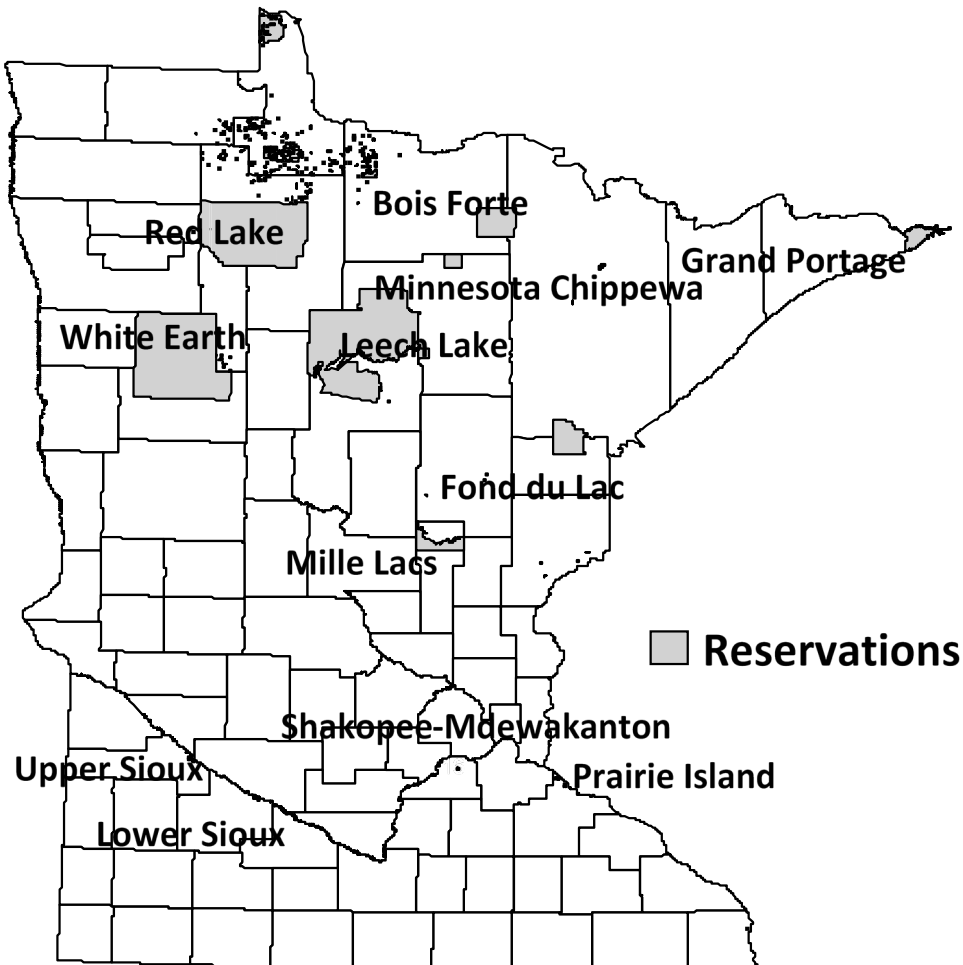 Bois Forte
Red Lake
Grand Portage
Minnesota Chippewa
White Earth
Leech Lake
Fond du Lac
Mille Lacs
Reservations
Shakopee-Mdewakanton
Upper Sioux
Prairie Island
Lower Sioux